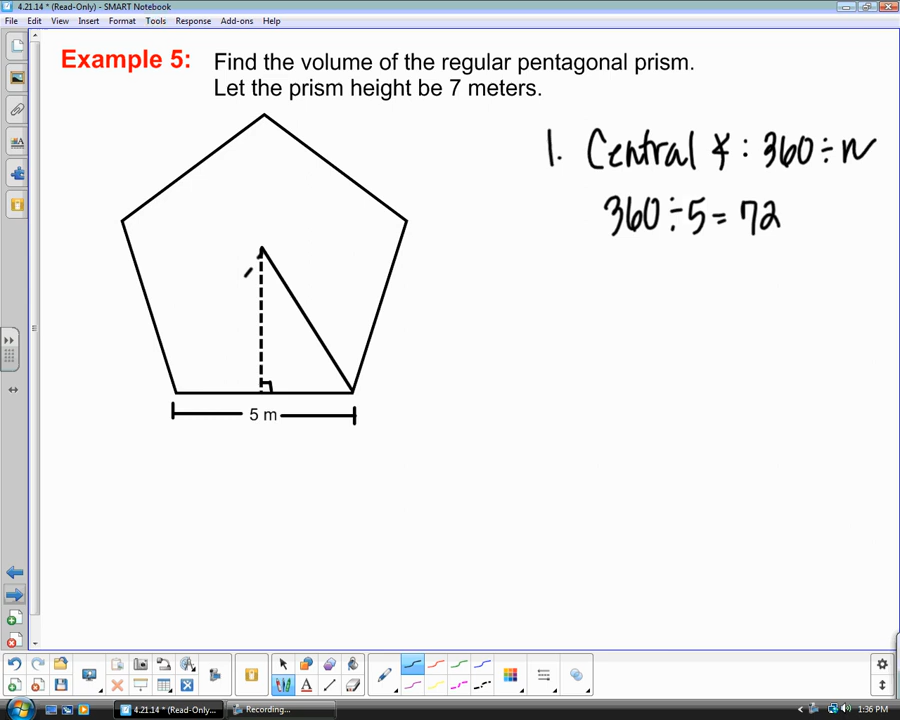 4.21.14 * (Read-Only) - SMART Notebook
File Edit View Insert Format Tools Response Add-ons Help
Example 5: Find the volume of the regular pentagonal prism.
Let the prism height be 7 meters.
1. Central ∡ : 360 ÷ n
360 ÷ 5 = 72
5 m
4.21.14 * (Read-Only... Recording... 1:36 PM